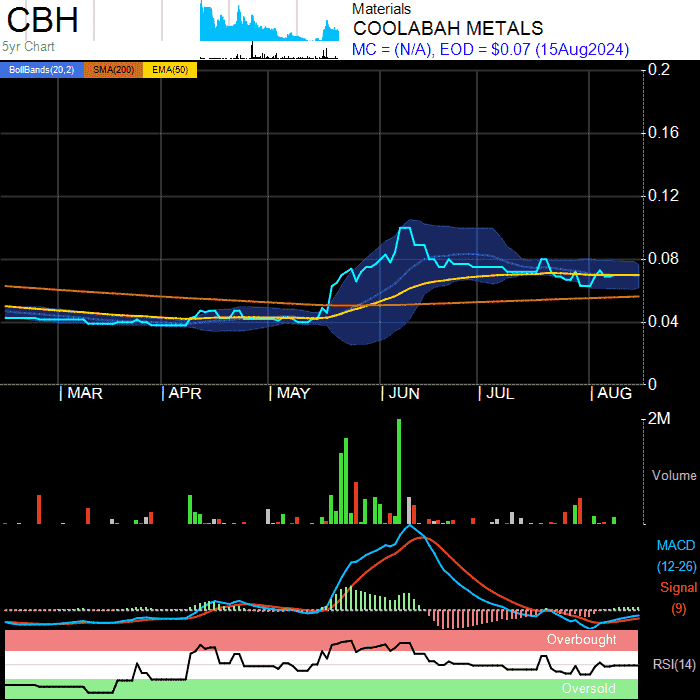 CBH
5yr Chart
Materials
COOLABAH METALS
MC = (N/A), EOD = $0.07 (15Aug2024)
BollBands(20,2) SMA(200) EMA(50)
0.2
0.16
0.12
0.08
0.04
0
MAR APR MAY JUN JUL AUG
2M
Volume
MACD
(12-26)
Signal
(9)
Overbought
RSI(14)
Oversold